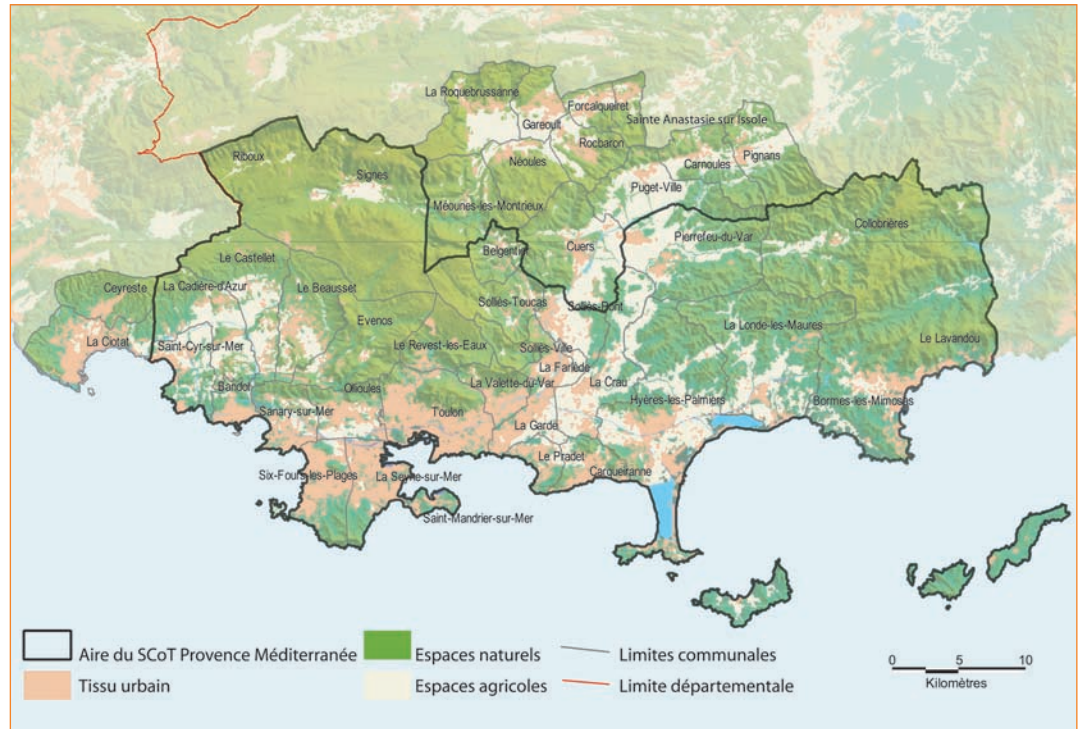 La Roquebrussanne
Forcalqueiret
Gareoult
Sainte Anastasie sur Issole
Rocbaron
Riboux
Néoules
Carnoules
Pignans
Signes
Puget-Ville
Méounes-les-Montrieux
Collobrières
Pierrefeu-du-Var
Cuers
Belgentier
Le Castellet
Ceyreste
La Cadière-d'Azur
Le Beausset
Solliès-Toucas
Solliès-Pont
Evenos
La Londe-les-Maures
La Ciotat
Saint-Cyr-sur-Mer
Le Revest-les-Eaux
Solliès-Ville
Le Lavandou
La Farlède
Bandol
Ollioules
La Valette-du-Var
La Crau
Hyères-les-Palmiers
Bormes-les-Mimosas
Sanary-sur-Mer
Toulon
La Garde
Le Pradet
Six-Fours-les-Plages
La Seyne-sur-Mer
Carqueiranne
Saint-Mandrier-sur-Mer
Aire du SCoT Provence Méditerranée
Espaces naturels
Limites communales
0 5 10
Tissu urbain
Espaces agricoles
Limite départementale
Kilomètres